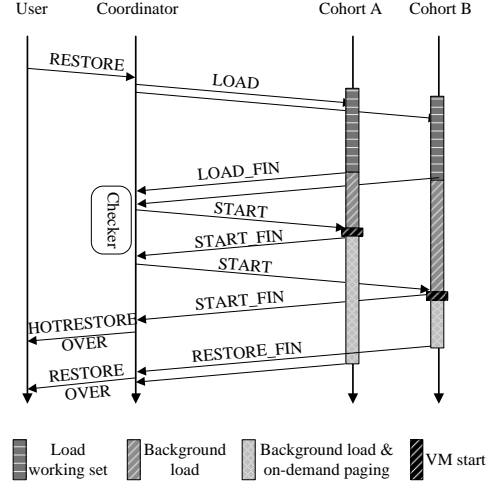 User Coordinator Cohort A Cohort B
RESTORE
LOAD
LOAD_FIN
Checker
START
START_FIN
START
START_FIN
HOTRESTORE
OVER
RESTORE_FIN
RESTORE
OVER
Load
working set
Background
load
Background load &
on-demand paging
VM start